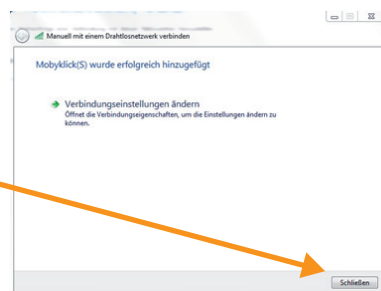 Manuell mit einem Drahtlosnetzwerk verbinden
Mobyklick(S) wurde erfolgreich hinzugefügt
Verbindungseinstellungen ändern
Öffnet die Verbindungseigenschaften, um die Einstellungen ändern zu
können.
Schließen